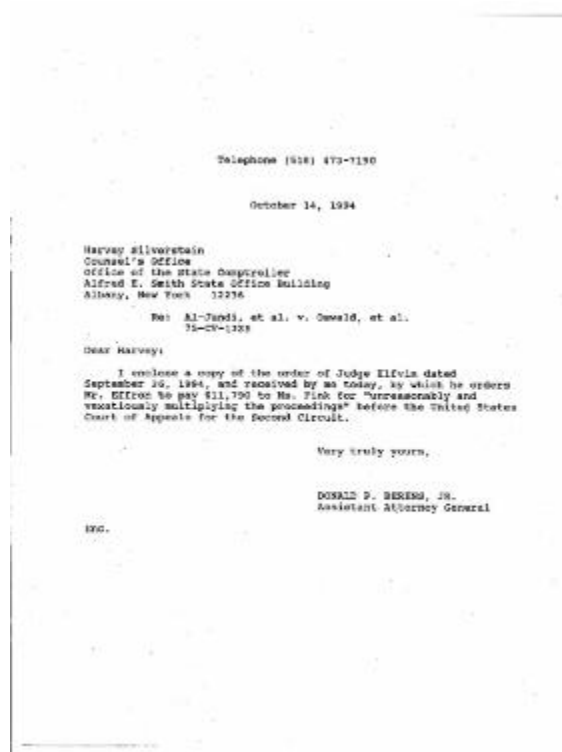 Telephone (518) 473-7190
October 14, 1994
Harvey Silverstein
Counsel's Office
Office of the State Comptroller
Alfred E. Smith State Office Building
Albany, New York 12236
Re: Al-Jundi, et al. v. Oswald, et al.
75-CV-
Dear Harvey:
I enclose a copy of the order of Judge Elfvin dated
September 26, 1994, and received by me today, by which he orders
Mr. Effron to pay $11,790 to Ms. Fink for "unreasonably and
vexatiously multiplying the proceedings" before the United States
Court of Appeals for the Second Circuit.
Very truly yours,
DONALD P. BERENS, JR.
Assistant Attorney General